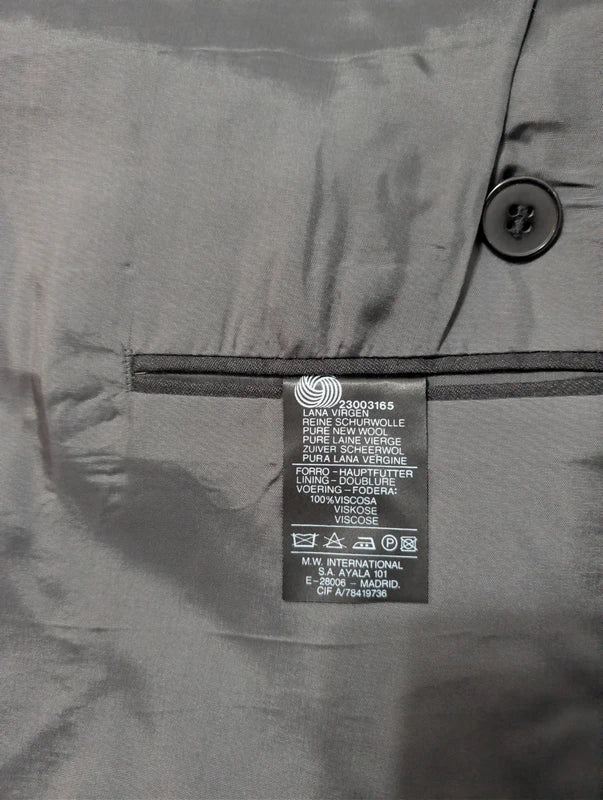 23003165
LANA VIRGEN
REINE SCHURWOLLE
PURE NEW WOOL
PURE LAINE VIERGE
ZUIVER SCHEERWOL
PURA LANA VERGINE
FORRO - HAUPTFUTTER
LINING - DOUBLURE
VOERING - FODERA:
100% VISCOSA
VISKOSE
VISCOSE
P
M.W. INTERNATIONAL
S.A. AYALA 101
E-28006 - MADRID.
CIF A/78419736